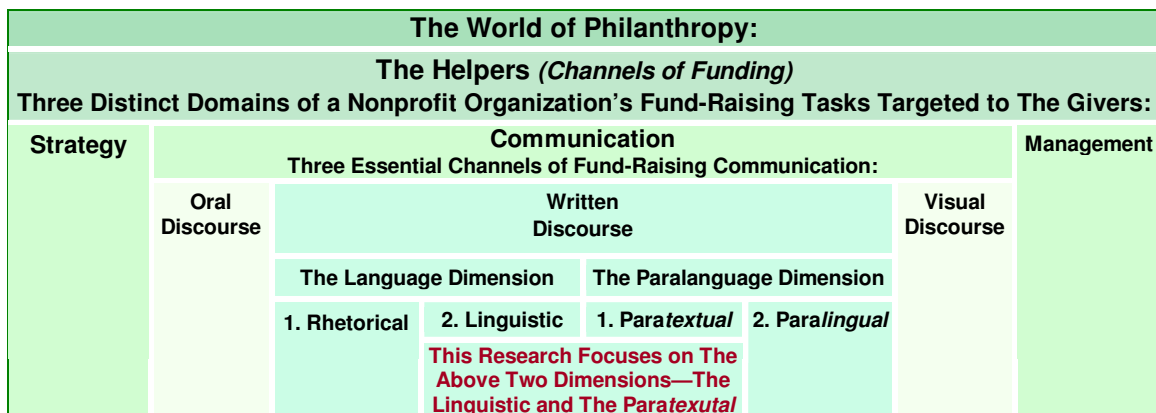 The World of Philanthropy:
The Helpers (Channels of Funding)
Three Distinct Domains of a Nonprofit Organization’s Fund-Raising Tasks Targeted to The Givers:
Strategy
Communication
Three Essential Channels of Fund-Raising Communication:
Management
Oral
Discourse
Written
Discourse
Visual
Discourse
The Language Dimension
The Paralanguage Dimension
1. Rhetorical
2. Linguistic
1. Paratextual
2. Paralingual
This Research Focuses on The
Above Two Dimensions—The
Linguistic and The Paratexutal